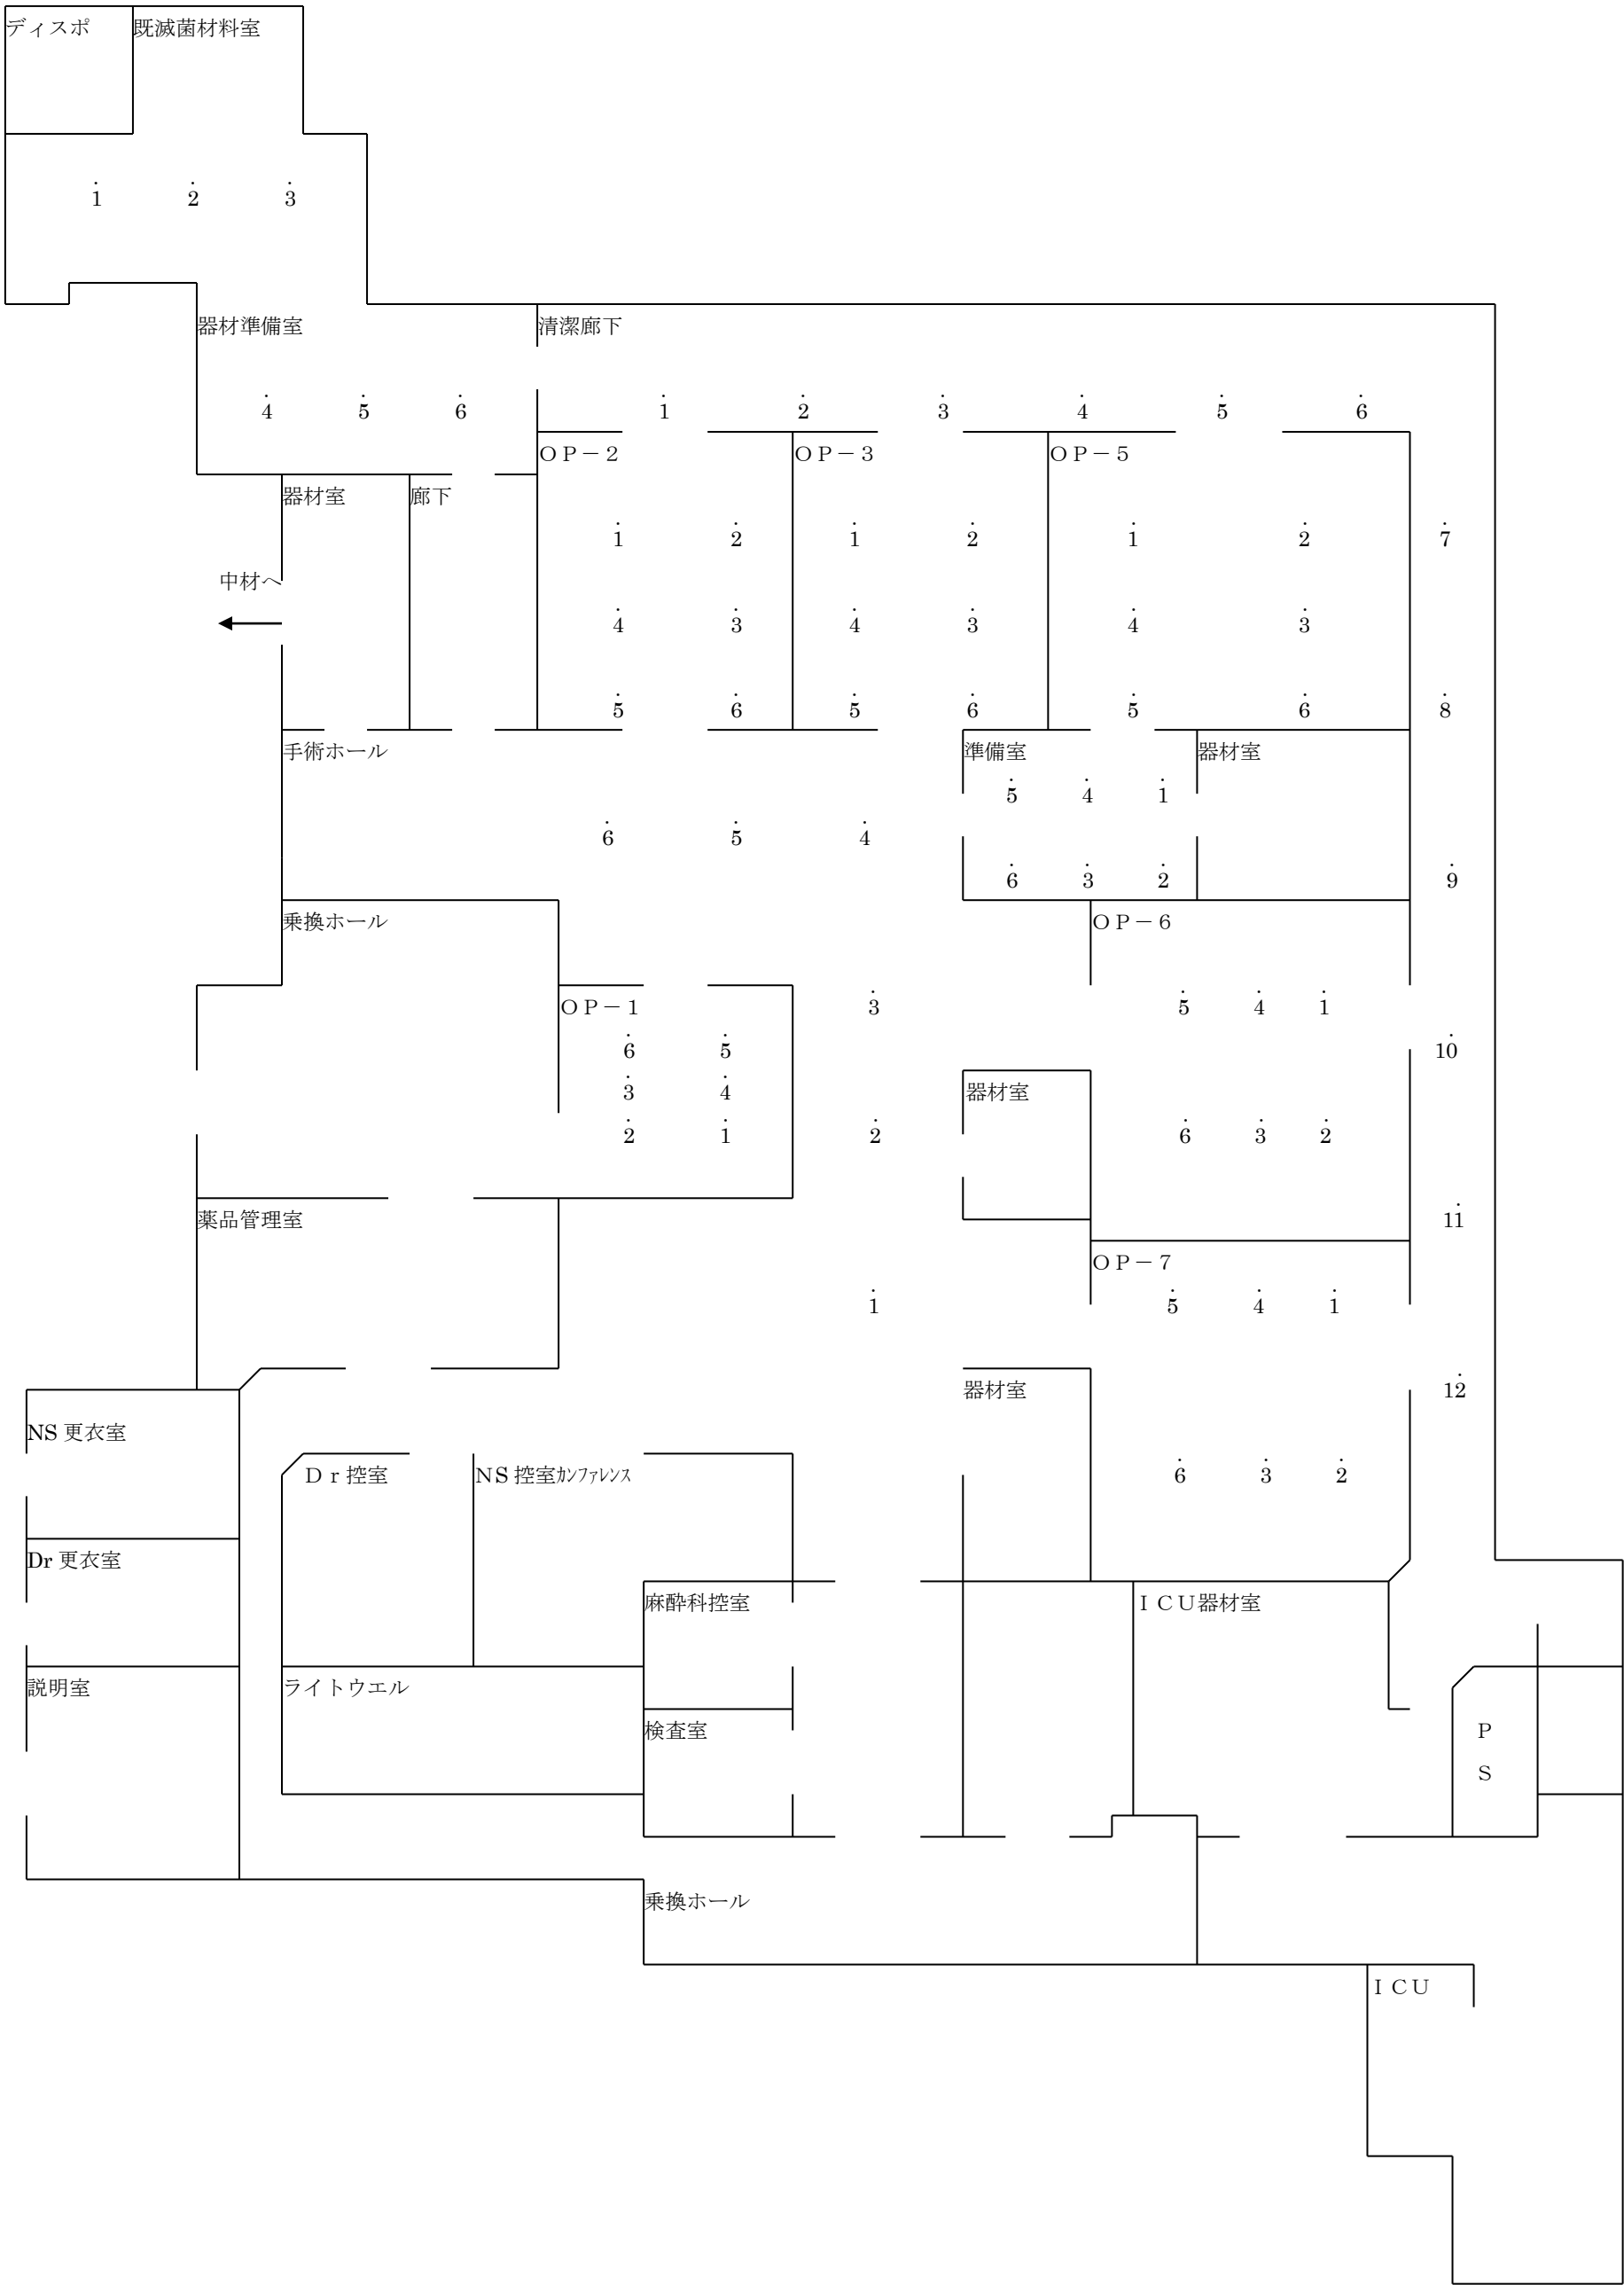 ディスポ 既滅菌材料室
1 2 3
器材準備室 清潔廊下
4 5 6 1 2 3 4 5 6
ＯＰ－２ ＯＰ－３ ＯＰ－５
器材室 廊下
1 2 1 2 1 2 7
中材へ
4 3 4 3 4 3
5 6 5 6 5 6 8
手術ホール 準備室 器材室
5 4 1
6 5 4
6 3 2 9
乗換ホール ＯＰ－６
ＯＰ－１ 3 5 4 1
6 5 10
3 4 器材室
2 1 2 6 3 2
薬品管理室 11
ＯＰ－７
1 5 4 1
器材室 12
NS 更衣室
Ｄｒ控室 NS 控室ｶﾝﾌｧﾚﾝｽ 6 3 2
Dr 更衣室
麻酔科控室 ＩＣＵ器材室
説明室 ライトウエル
検査室 Ｐ
Ｓ
乗換ホール
ＩＣＵ